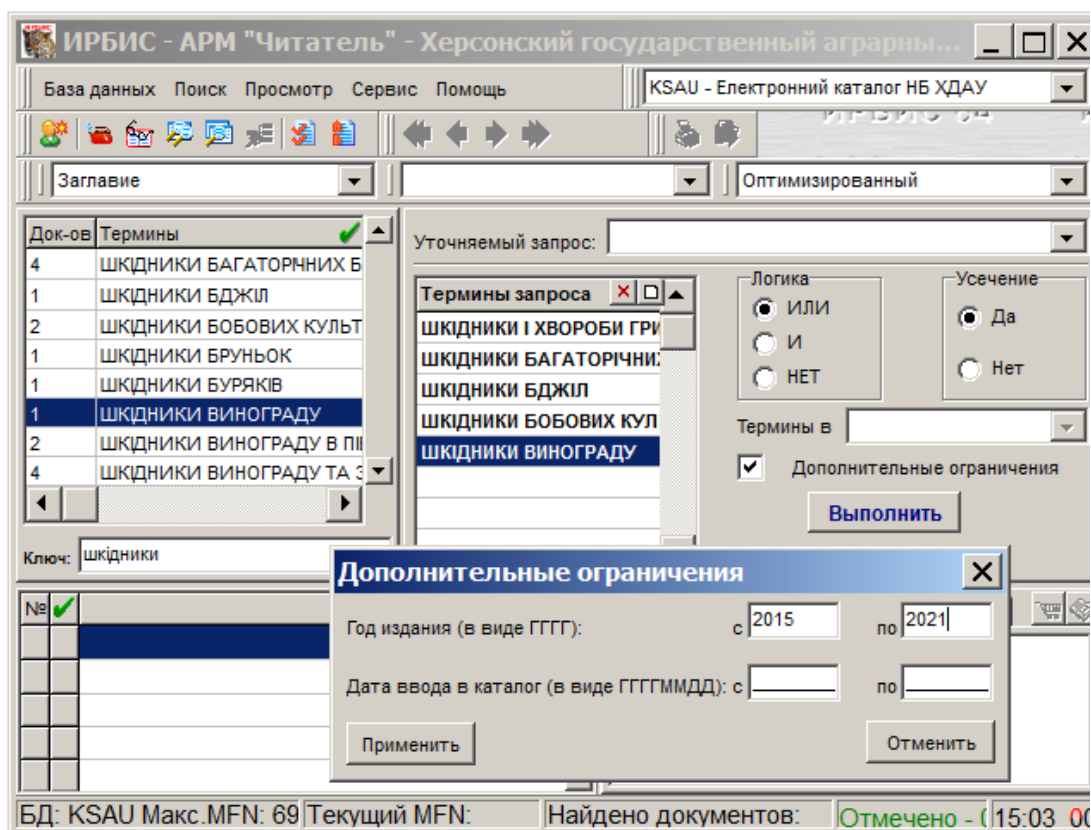 ИРБИС - АРМ "Читатель" - Херсонский государственный аграрны...
База данных Поиск Просмотр Сервис Помощь
KSAU - Електронний каталог НБ ХДАУ
Заглавие
Оптимизированный
Док-ов Термины
4 ШКІДНИКИ БАГАТОРІЧНИХ Б
1 ШКІДНИКИ БДЖІЛ
2 ШКІДНИКИ БОБОВИХ КУЛЬТ
1 ШКІДНИКИ БРУНЬОК
1 ШКІДНИКИ БУРЯКІВ
1 ШКІДНИКИ ВИНОГРАДУ
2 ШКІДНИКИ ВИНОГРАДУ В ПІ
4 ШКІДНИКИ ВИНОГРАДУ ТА З
Ключ: шкідники
Уточняемый запрос:
Термины запроса
ШКІДНИКИ І ХВОРОБИ ГРИ
ШКІДНИКИ БАГАТОРІЧНИХ
ШКІДНИКИ БДЖІЛ
ШКІДНИКИ БОБОВИХ КУЛ
ШКІДНИКИ ВИНОГРАДУ
Логика
ИЛИ
И
НЕТ
Усечение
Да
Нет
Термины в
Дополнительные ограничения
Выполнить
№
Дополнительные ограничения
Год издания (в виде ГГГГ): с 2015 по 2021
Дата ввода в каталог (в виде ГГГГММДД): с по
Применить Отменить
БД: KSAU Макс.MFN: 69 Текущий MFN: Найдено документов: Отмечено - ( 15:03